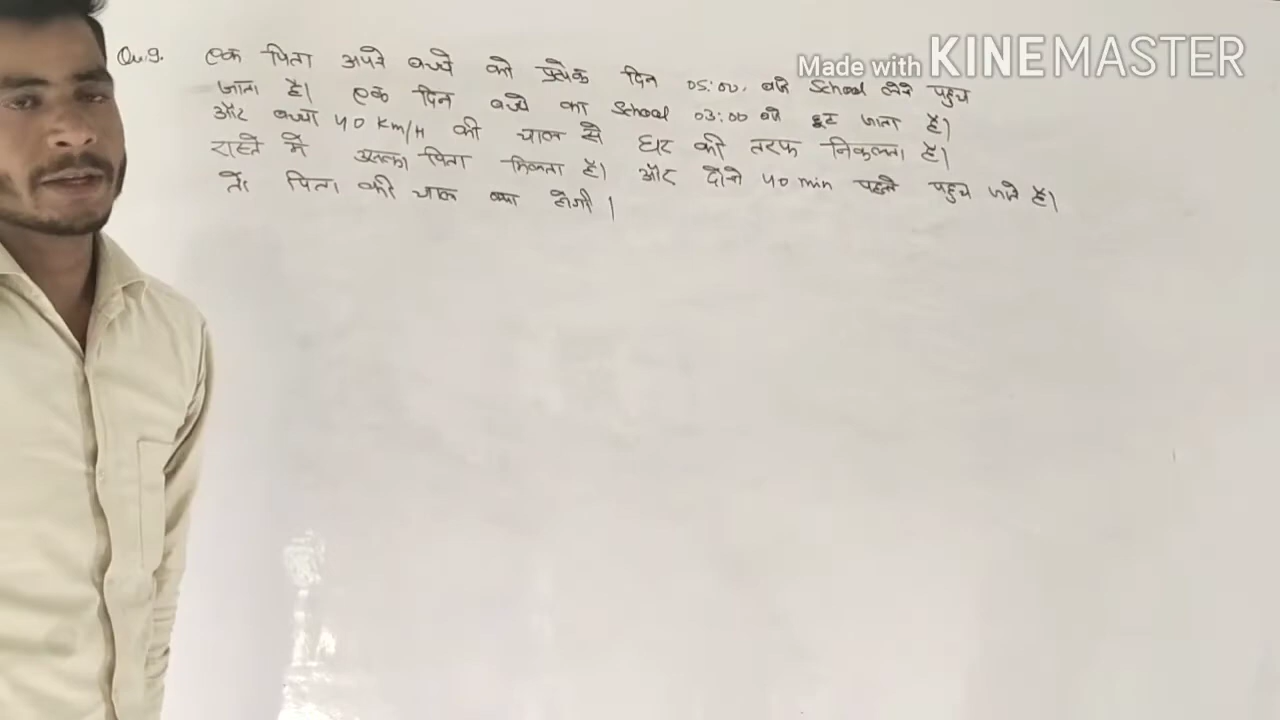 Made with KINEMASTER
Qu.9. एक पिता अपने बच्चे को प्रत्येक दिन 05:00, बजे School लेने पहुच
जाता है। एक दिन बच्चे का School 03:00 बजे छूट जाता है।
और बच्चा 40 Km/H की चाल से घर की तरफ निकलता है।
रास्ते में उसका पिता मिलता है। और दोनो 40 min पहले पहुच जाते है।
तो पिता की चाल क्या होगी।